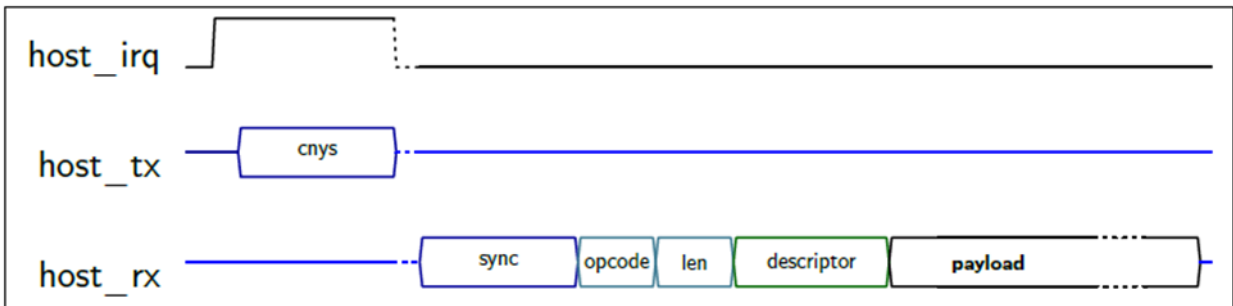 host_irq
host_tx
cnys
host_rx
sync
opcode
len
descriptor
payload